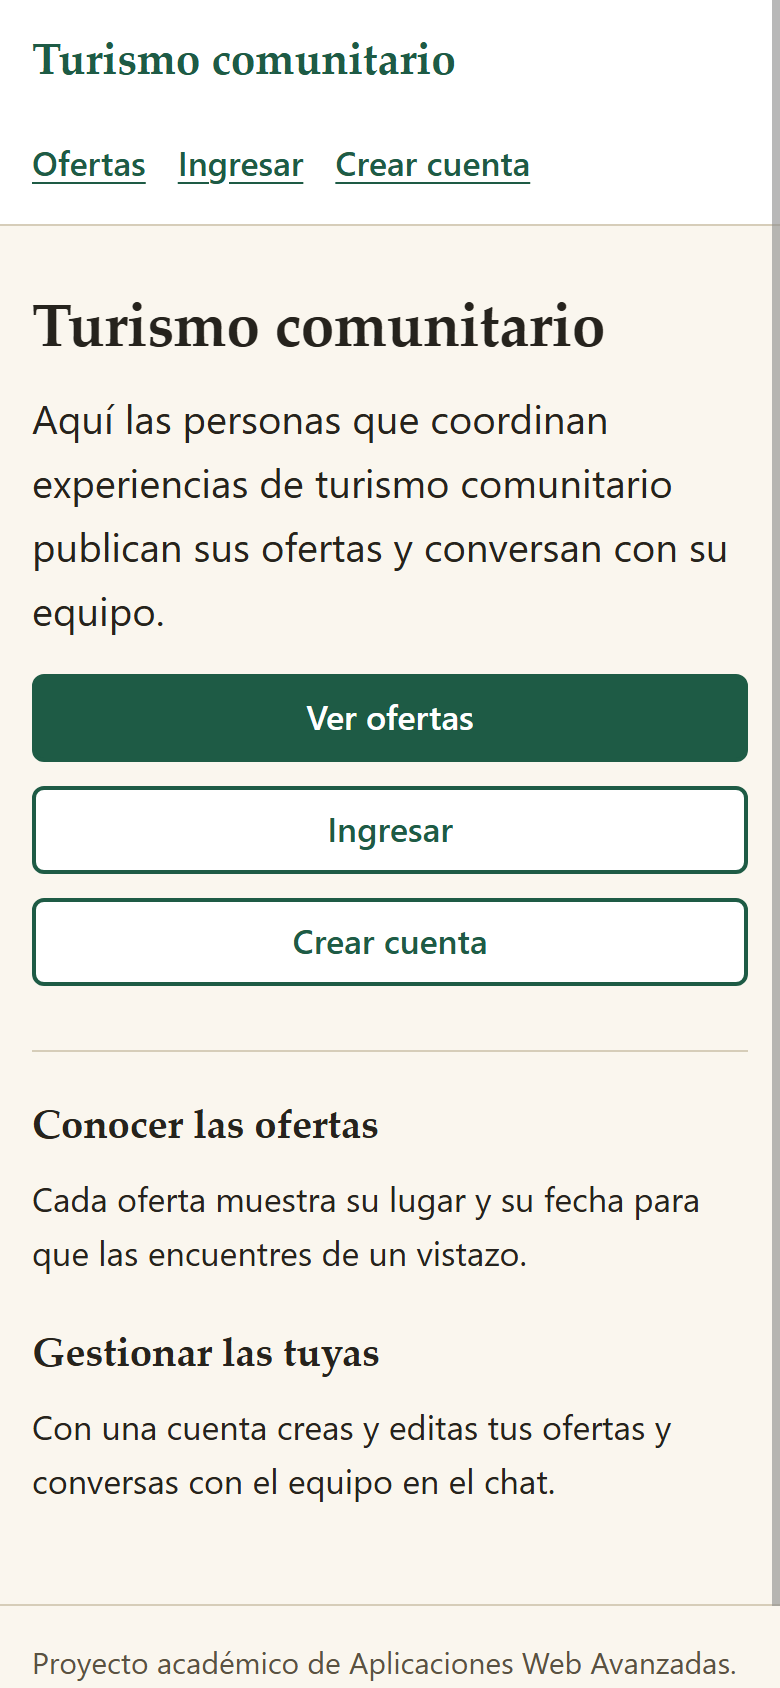 Turismo comunitario
Ofertas Ingresar Crear cuenta
Turismo comunitario
Aquí las personas que coordinan
experiencias de turismo comunitario
publican sus ofertas y conversan con su
equipo.
Ver ofertas
Ingresar
Crear cuenta
Conocer las ofertas
Cada oferta muestra su lugar y su fecha para
que las encuentres de un vistazo.
Gestionar las tuyas
Con una cuenta creas y editas tus ofertas y
conversas con el equipo en el chat.
Proyecto académico de Aplicaciones Web Avanzadas.